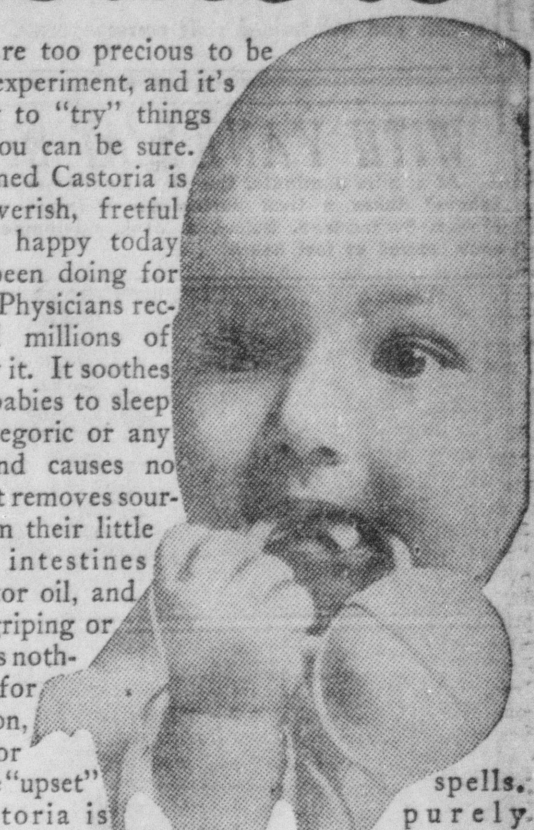 re too precious to be
experiment, and it's
to "try" things
ou can be sure.
ned Castoria is
verish, fretful
happy today
been doing for
Physicians rec-
millions of
it. It soothes
babies to sleep
egoric or any
nd causes no
t removes sour-
n their little
intestines
tor oil, and
griping or
s noth-
for
on,
or
"upset" spells.
toria is purely